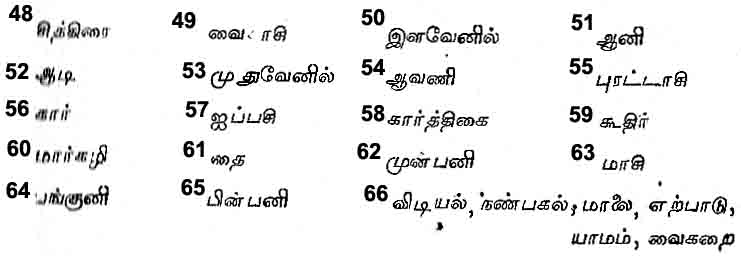 48 சித்திரை 49 வைகாசி 50 இளவேனில் 51 ஆனி
52 ஆடி 53 முதுவேனில் 54 ஆவணி 55 புரட்டாசி
56 கார் 57 ஐப்பசி 58 கார்த்திகை 59 கூதிர்
60 மார்கழி 61 தை 62 முன்பனி 63 மாசி
64 பங்குனி 65 பின்பனி 66 விடியல், நண்பகல், மாலை, எற்பாடு,
யாமம், வைகறை